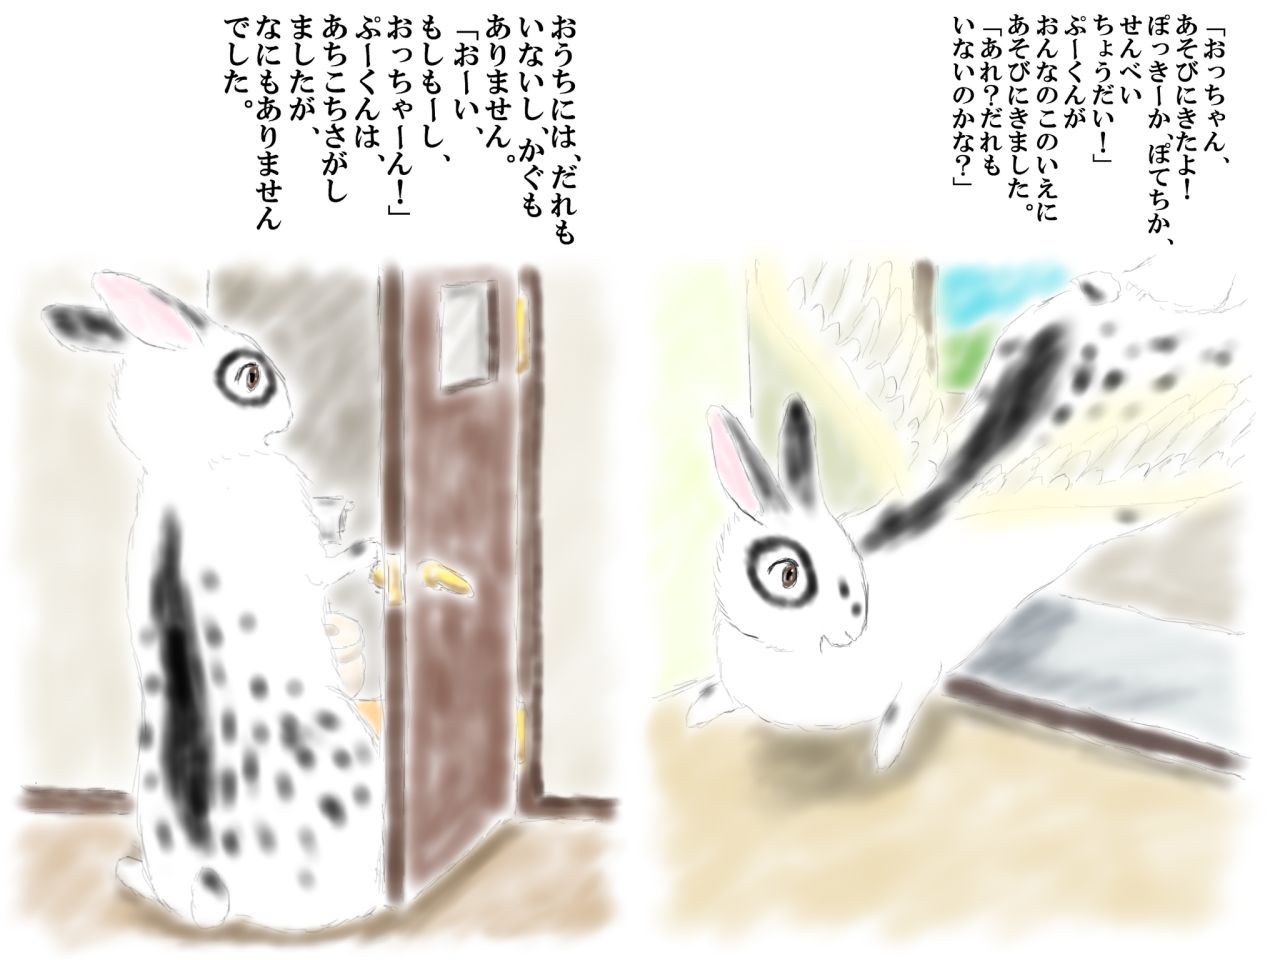 「おっちゃん、
あそびにきたよ！
ぽっきーか、ぽてちか、
せんべい
ちょうだい！」
ぷーくんが
おんなのこのいえに
あそびにきました。
「あれ？だれも
いないのかな？」
おうちには、だれも
いないし、かぐも
ありません。
「おーい、
もしもーし、
おっちゃーん！」
ぷーくんは、
あちこちさがし
ましたが、
なにもありません
でした。